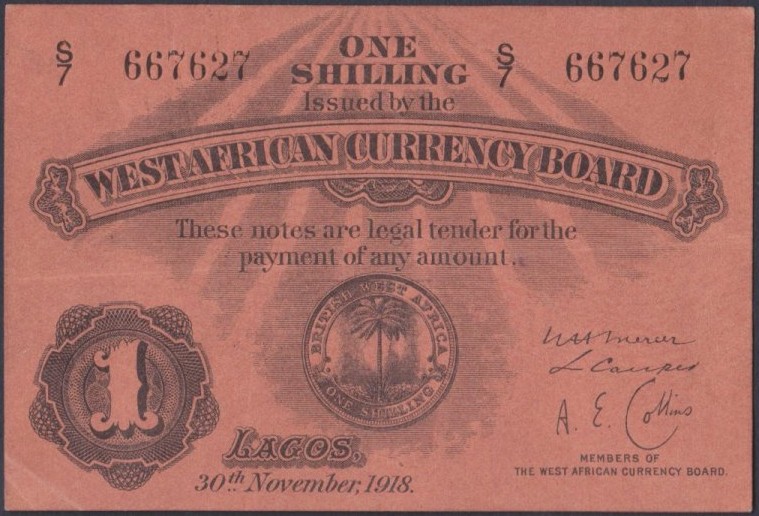 S/7 667627 ONE S/7 667627
SHILLING
Issued by the
WEST AFRICAN CURRENCY BOARD
These notes are legal tender for the
payment of any amount.
BRITISH WEST AFRICA
ONE SHILLING
1
A. E. Collins
LAGOS,
30th November, 1918.
MEMBERS OF
THE WEST AFRICAN CURRENCY BOARD.